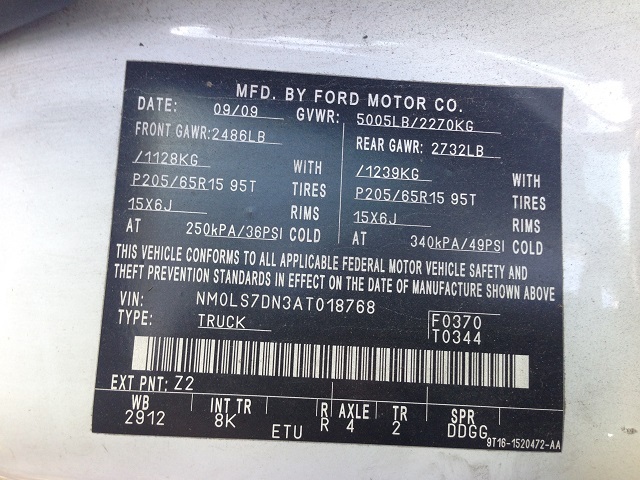 MFD. BY FORD MOTOR CO.
DATE: 09/09 GVWR: 5005LB/2270KG
FRONT GAWR: 2486LB REAR GAWR: 2732LB
/1128KG WITH /1239KG WITH
P205/65R15 95T TIRES P205/65R15 95T TIRES
15X6J RIMS 15X6J RIMS
AT 250kPA/36PSI COLD AT 340kPA/49PSI COLD
THIS VEHICLE CONFORMS TO ALL APPLICABLE FEDERAL MOTOR VEHICLE SAFETY AND
THEFT PREVENTION STANDARDS IN EFFECT ON THE DATE OF MANUFACTURE SHOWN ABOVE
VIN: NM0LS7DN3AT018768
TYPE: TRUCK
F0370
T0344
EXT PNT: Z2
WB INT TR R AXLE TR SPR
2912 8K R 4 2 DDGG
ETU
9T16-1520472-AA